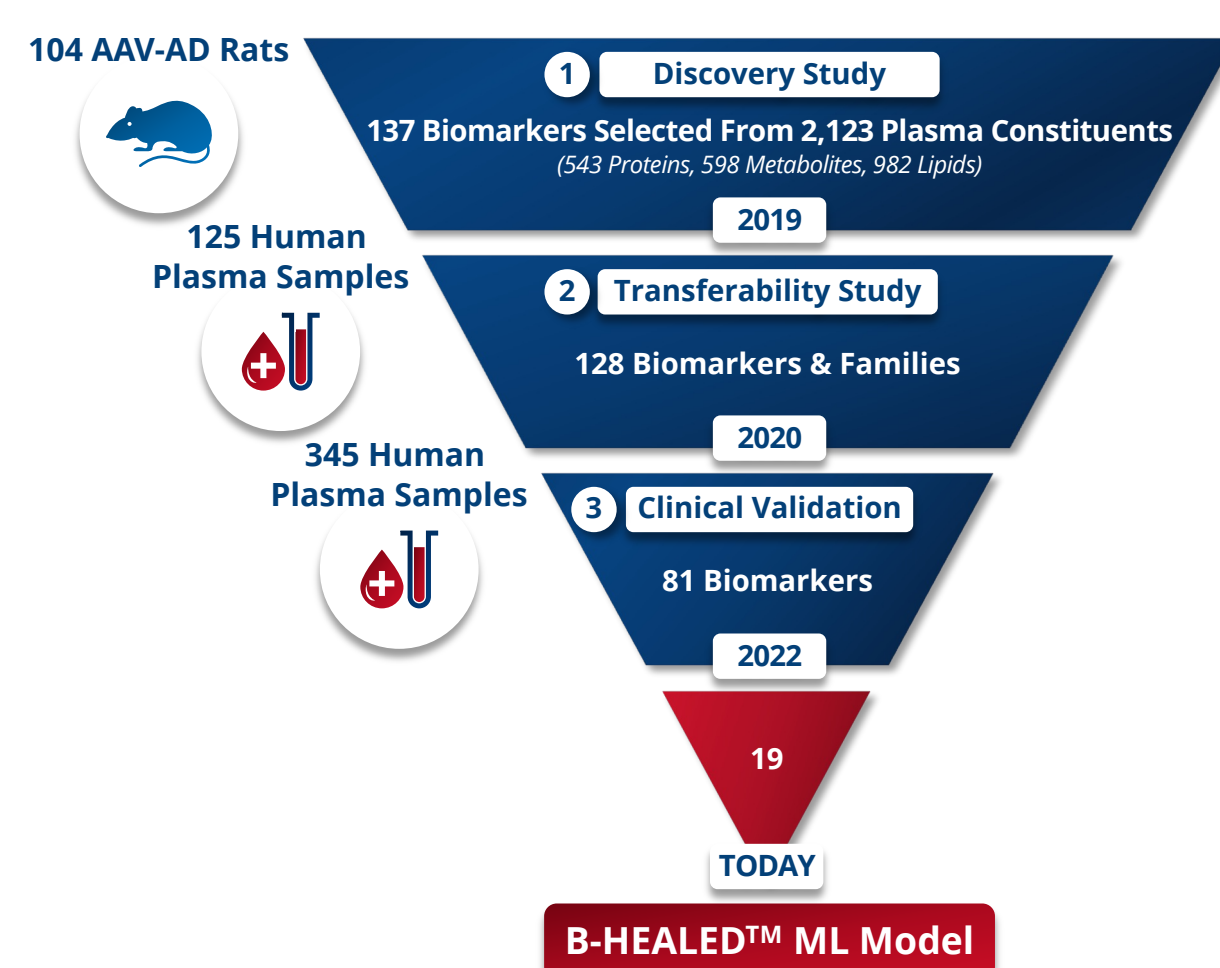 104 AAV-AD Rats
1 Discovery Study
137 Biomarkers Selected From 2,123 Plasma Constituents
(543 Proteins, 598 Metabolites, 982 Lipids)
2019
125 Human
Plasma Samples
2 Transferability Study
128 Biomarkers & Families
2020
345 Human
Plasma Samples
3 Clinical Validation
81 Biomarkers
2022
19
TODAY
B-HEALED™ ML Model